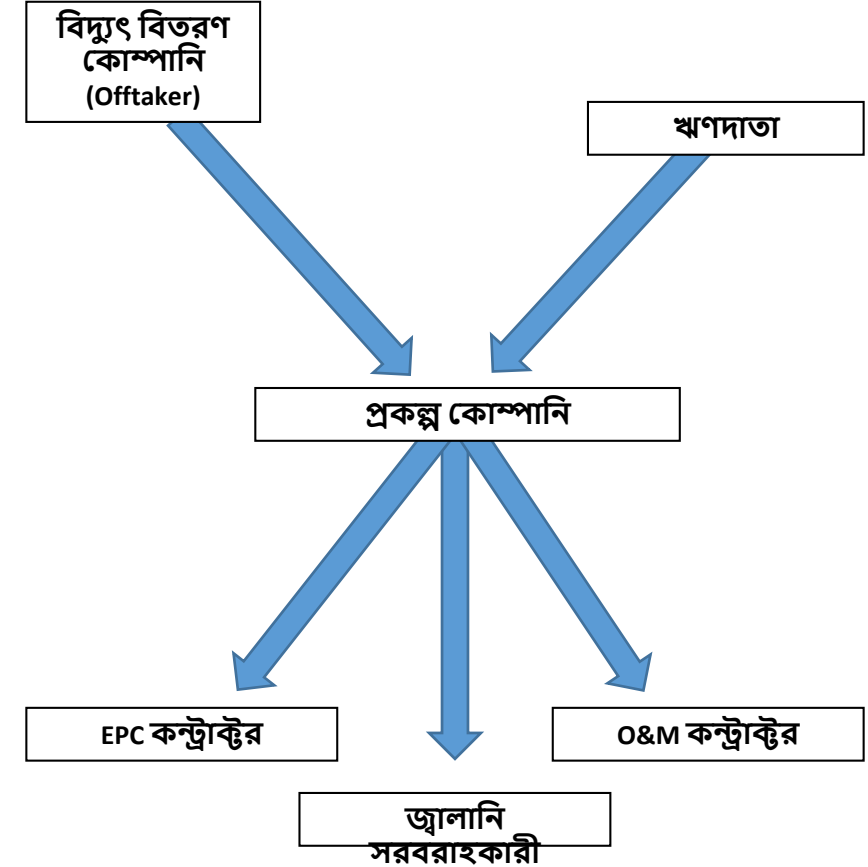 বিদ্যুৎ বিতরণ
কোম্পানি
(Offtaker)
ঋণদাতা
প্রকল্প কোম্পানি
EPC কন্ট্রাক্টর
O&M কন্ট্রাক্টর
জ্বালানি
সরবরাহকারী